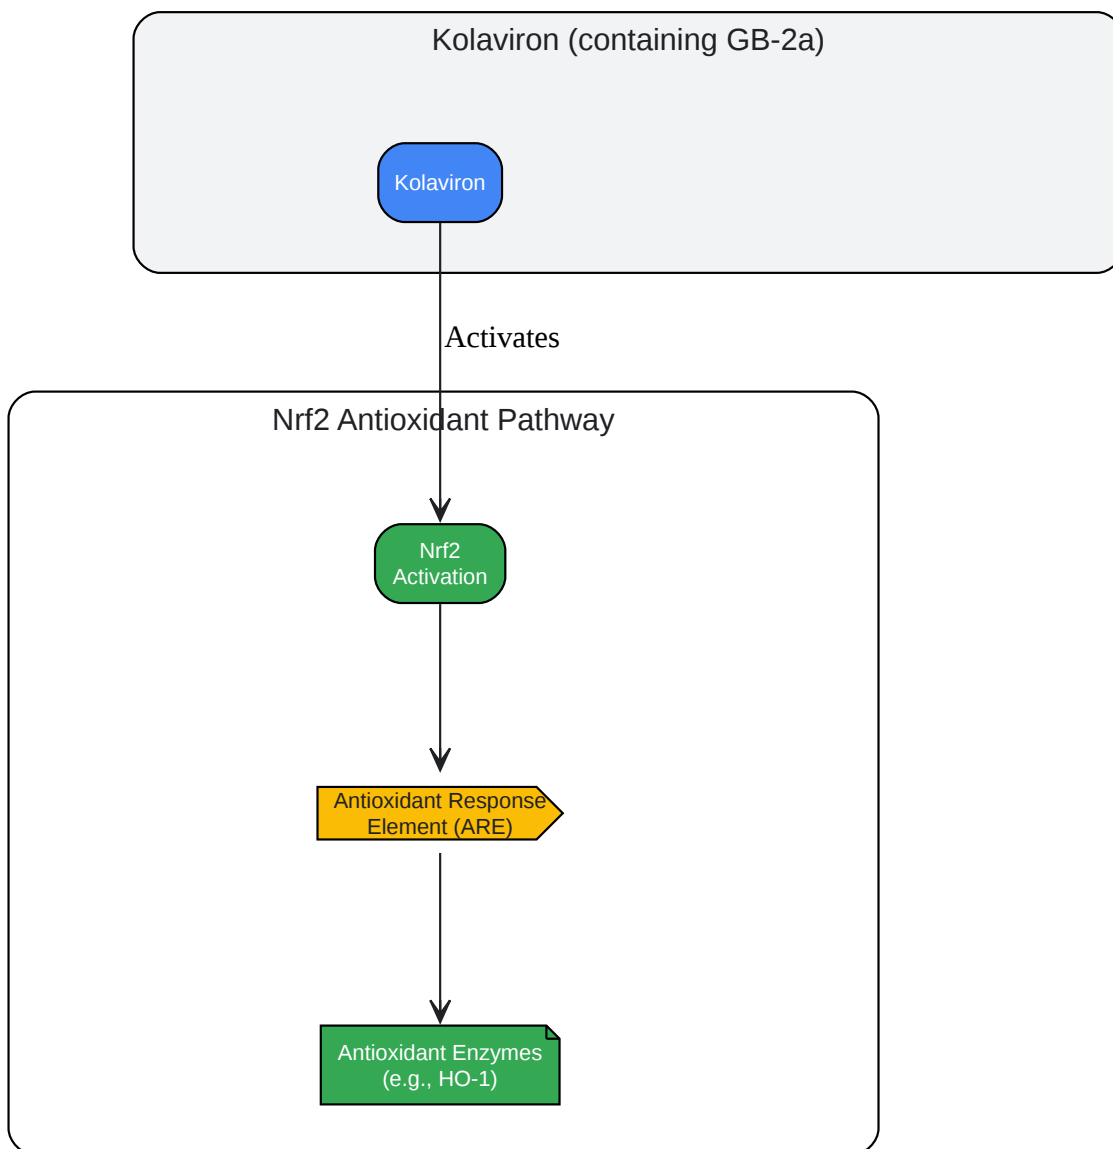 Kolaviron (containing GB-2a)
Kolaviron
Activates
Nrf2 Antioxidant Pathway
Nrf2
Activation
Antioxidant Response
Element (ARE)
Antioxidant Enzymes
(e.g., HO-1)